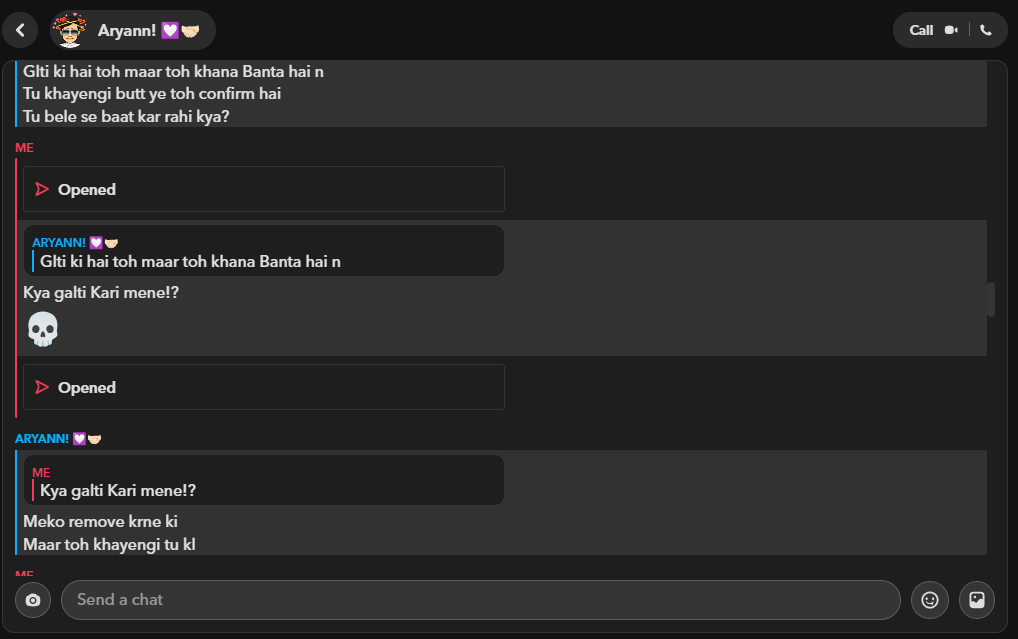 Aryann! 💟🤝🏻
Call
Glti ki hai toh maar toh khana Banta hai n
Tu khayengi butt ye toh confirm hai
Tu bele se baat kar rahi kya?
ME
Opened
ARYANN! 💟🤝🏻
Glti ki hai toh maar toh khana Banta hai n
Kya galti Kari mene!?
💀
Opened
ARYANN! 💟🤝🏻
ME
Kya galti Kari mene!?
Meko remove krne ki
Maar toh khayengi tu kl
ME
Send a chat